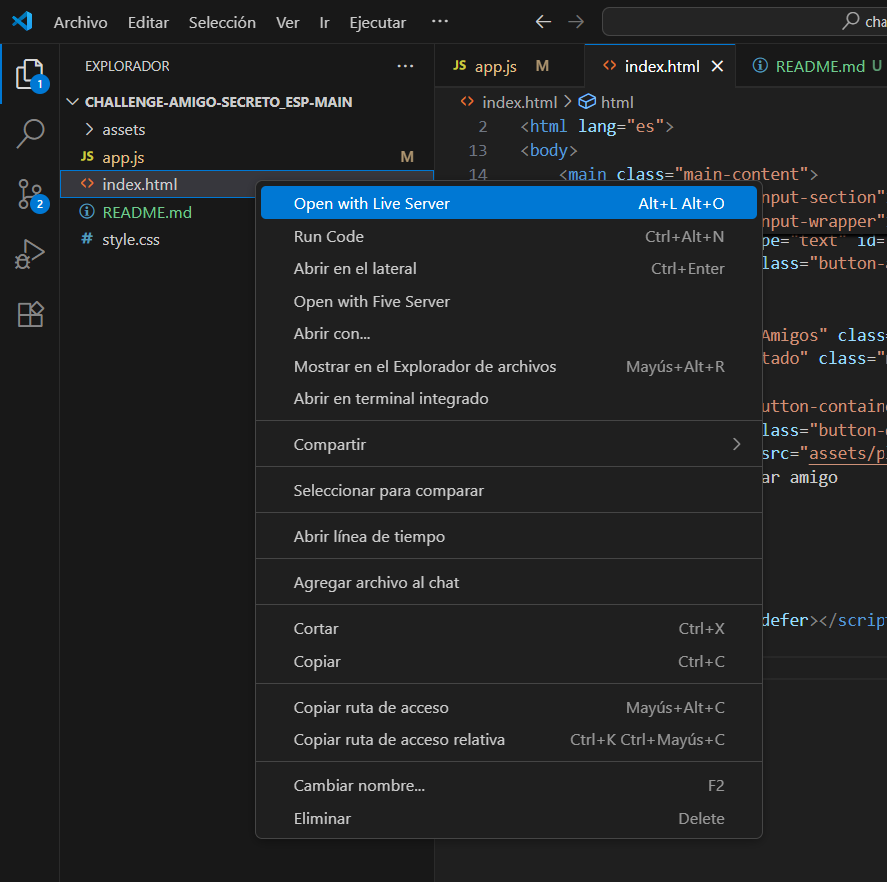 Archivo Editar Selección Ver Ir Ejecutar ··· cha
EXPLORADOR ···
CHALLENGE-AMIGO-SECRETO_ESP-MAIN
assets
JS app.js M
index.html
README.md
# style.css
1
2
JS app.js M
<> index.html
README.md U
<> index.html > html
2 <html lang="es">
13 <body>
14 <main class="main-content">
nput-section"
nput-wrapper"
pe="text" id=
lass="button-
Amigos" class=
tado" class="
utton-contain
lass="button-
src="assets/p
ar amigo
defer></script
Open with Live Server Alt+L Alt+O
Run Code Ctrl+Alt+N
Abrir en el lateral Ctrl+Enter
Open with Five Server
Abrir con...
Mostrar en el Explorador de archivos Mayús+Alt+R
Abrir en terminal integrado
Compartir
Seleccionar para comparar
Abrir línea de tiempo
Agregar archivo al chat
Cortar Ctrl+X
Copiar Ctrl+C
Copiar ruta de acceso Mayús+Alt+C
Copiar ruta de acceso relativa Ctrl+K Ctrl+Mayús+C
Cambiar nombre... F2
Eliminar Delete